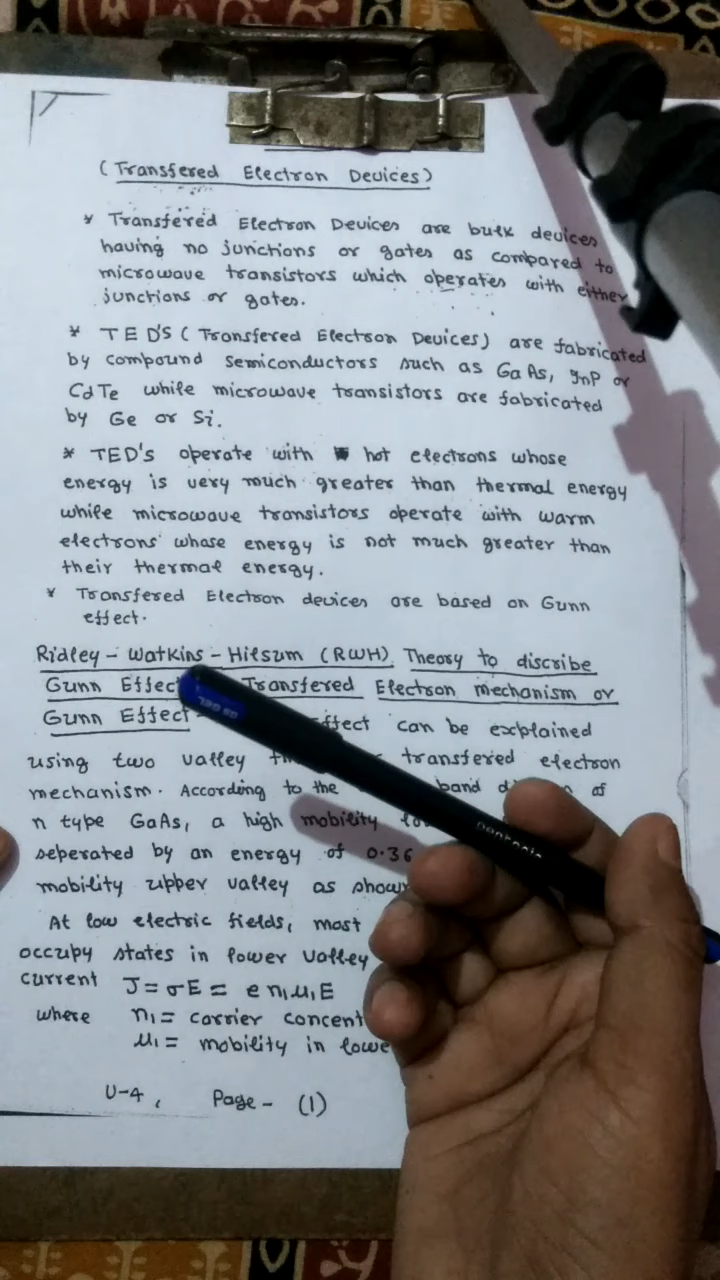 (Transfered Electron Devices)
* Transfered Electron Devices are bulk devices
having no junctions or gates as compared to
microwave transistors which operates with either
junctions or gates.
* TED'S (Transfered Electron Devices) are fabricated
by compound semiconductors such as GaAs, InP or
CdTe while microwave transistors are fabricated
by Ge or Si.
* TED's operate with hot electrons whose
energy is very much greater than thermal energy
while microwave transistors operate with warm
electrons whose energy is not much greater than
their thermal energy.
* Transfered Electron devices are based on Gunn
effect.
Ridley - Watkins - Hilsum (RWH) Theory to discribe
Gunn Effec Transfered Electron mechanism or
Gunn Effect - ffect can be explained
using two valley transfered electron
mechanism. According to the band of
n type GaAs, a high mobility
seperated by an energy of 0.36
mobility upper valley as show
At low electric fields, most
occupy states in lower valley
current J = σE = e n1 μ1 E
where n1 = carrier concent
μ1 = mobility in lowe
U-4, Page - (1)